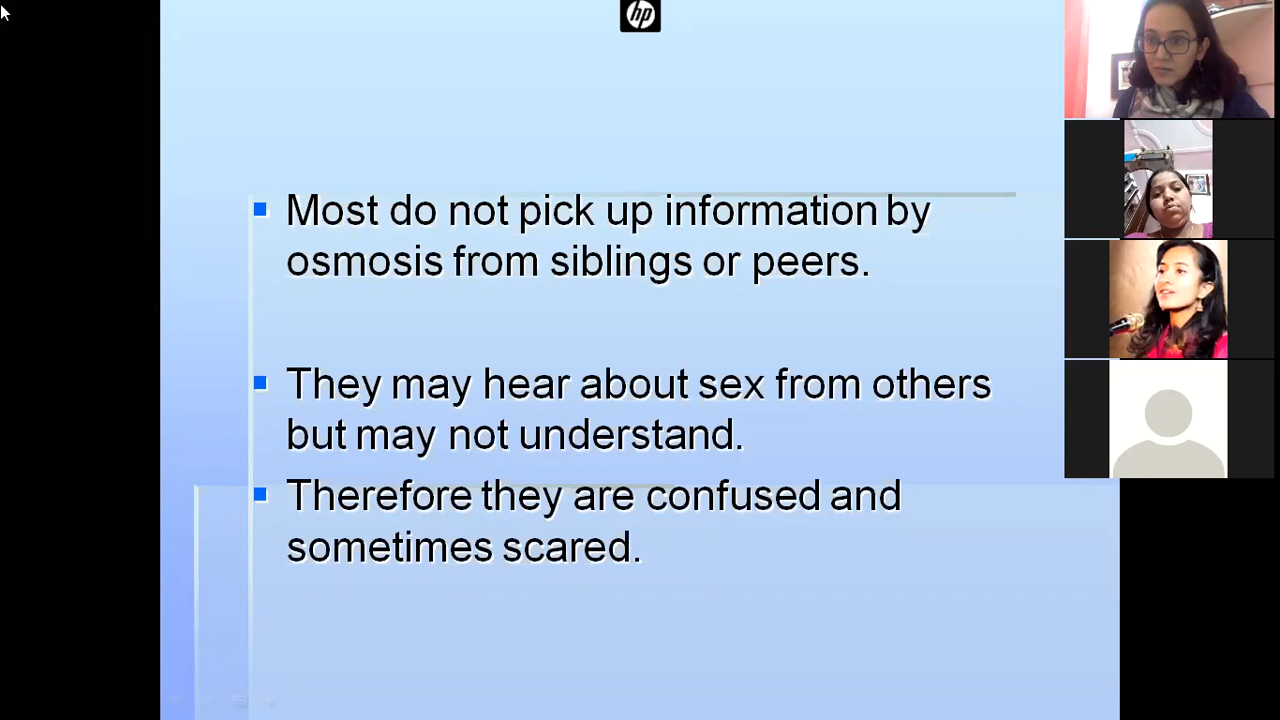 hp
Most do not pick up information by
osmosis from siblings or peers.
They may hear about sex from others
but may not understand.
Therefore they are confused and
sometimes scared.